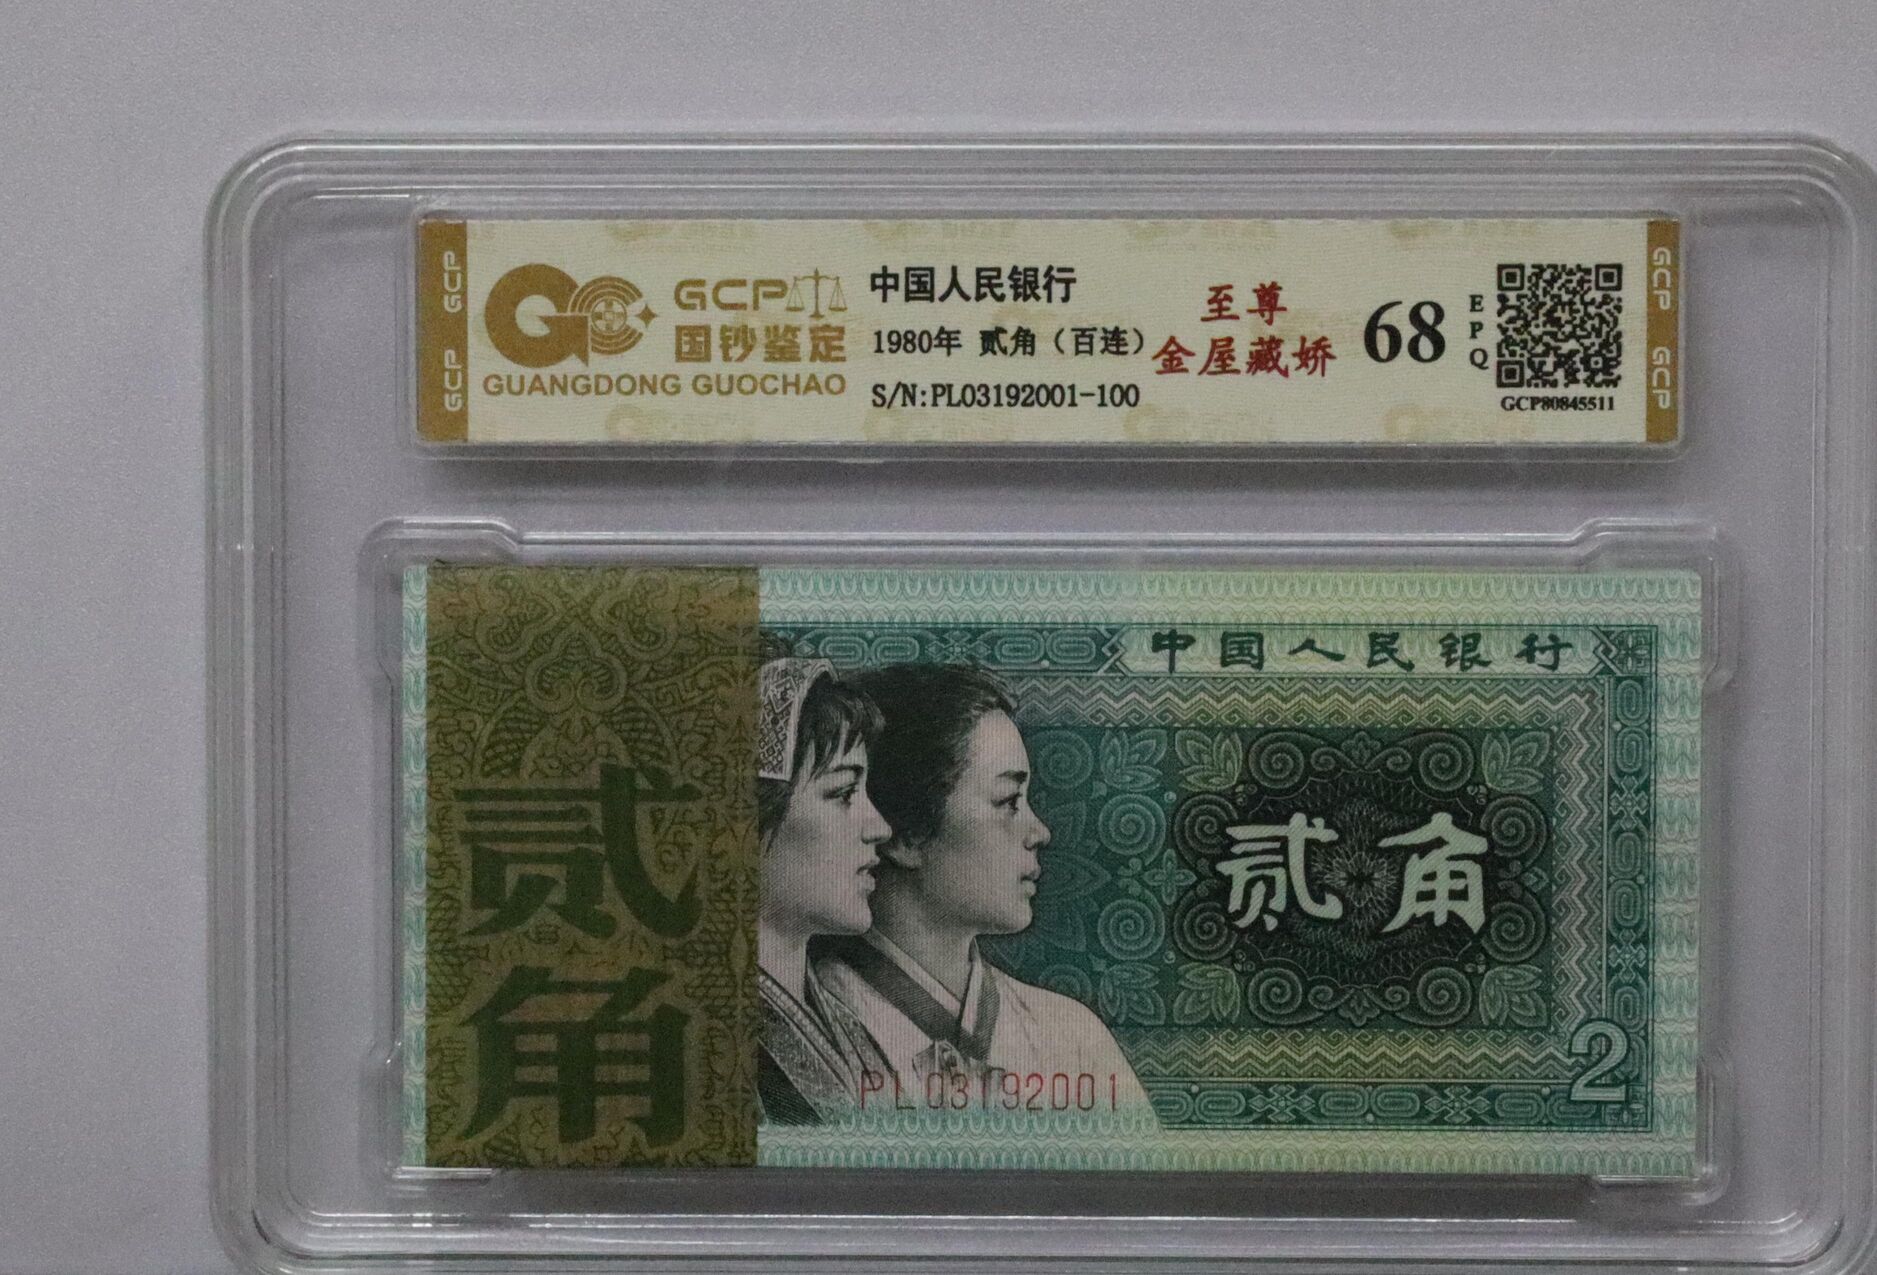 GCP
GCP
GCP
国钞鉴定
GUANGDONG GUOCHAO
中国人民银行
1980年 贰角（百连）
S/N:PL03192001-100
至尊
金屋藏娇
68
EPQ
GCP80845511
GCP
GCP
贰角
中国人民银行
贰角
PL03192001
2